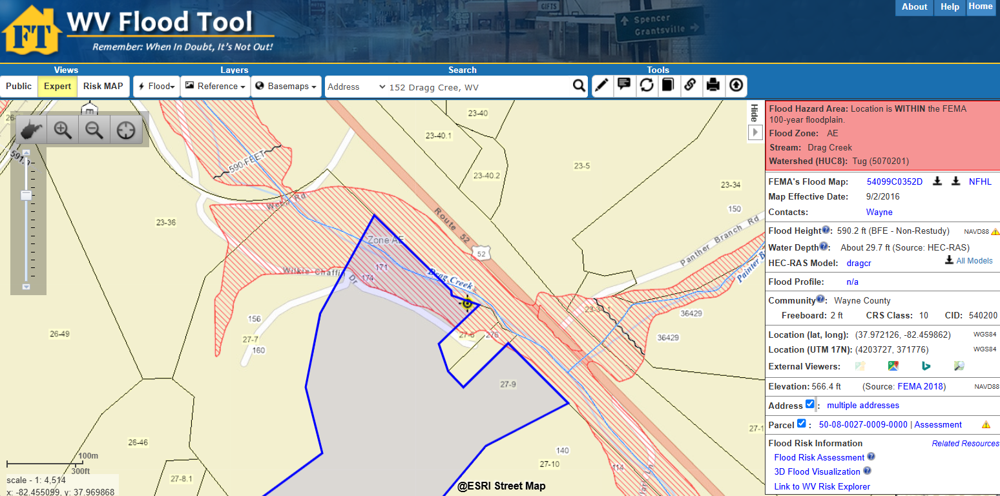 About Help Home
FT WV Flood Tool
Remember: When In Doubt, It's Not Out!
GIFTS
Spencer
Grantsville
Views Layers Search Tools
Public Expert Risk MAP Flood Reference Basemaps Address 152 Dragg Cree, WV
Hide
23-40
23-40.1
23-40.2
23-5
23-34
150
590-FEET
Webb Rd
23-36
Route 52
52
Panther Branch Rd
Zone AE
171
174
Wilkie Chaffin Dr
Drag Creek
Painter B
23-34.1
36429
36429
156
27-7
160
27-6 276
26-49
27-9
26-46
27-8.1
140
27-10
114
27-1
100m
300ft
scale - 1: 4,514
x: -82.455099, y: 37.969868
@ESRI Street Map
Flood Hazard Area: Location is WITHIN the FEMA
100-year floodplain.
Flood Zone: AE
Stream: Drag Creek
Watershed (HUC8): Tug (5070201)
FEMA's Flood Map: 54099C0352D NFHL
Map Effective Date: 9/2/2016
Contacts: Wayne
Flood Height: 590.2 ft (BFE - Non-Restudy) NAVD88
Water Depth: About 29.7 ft (Source: HEC-RAS)
HEC-RAS Model: dragcr All Models
Flood Profile: n/a
Community: Wayne County
Freeboard: 2 ft CRS Class: 10 CID: 540200
Location (lat, long): (37.972126, -82.459862) WGS84
Location (UTM 17N): (4203727, 371776) WGS84
External Viewers:
Elevation: 566.4 ft (Source: FEMA 2018) NAVD88
Address : multiple addresses
Parcel : 50-08-0027-0009-0000 | Assessment
Flood Risk Information Related Resources
Flood Risk Assessment
3D Flood Visualization
Link to WV Risk Explorer